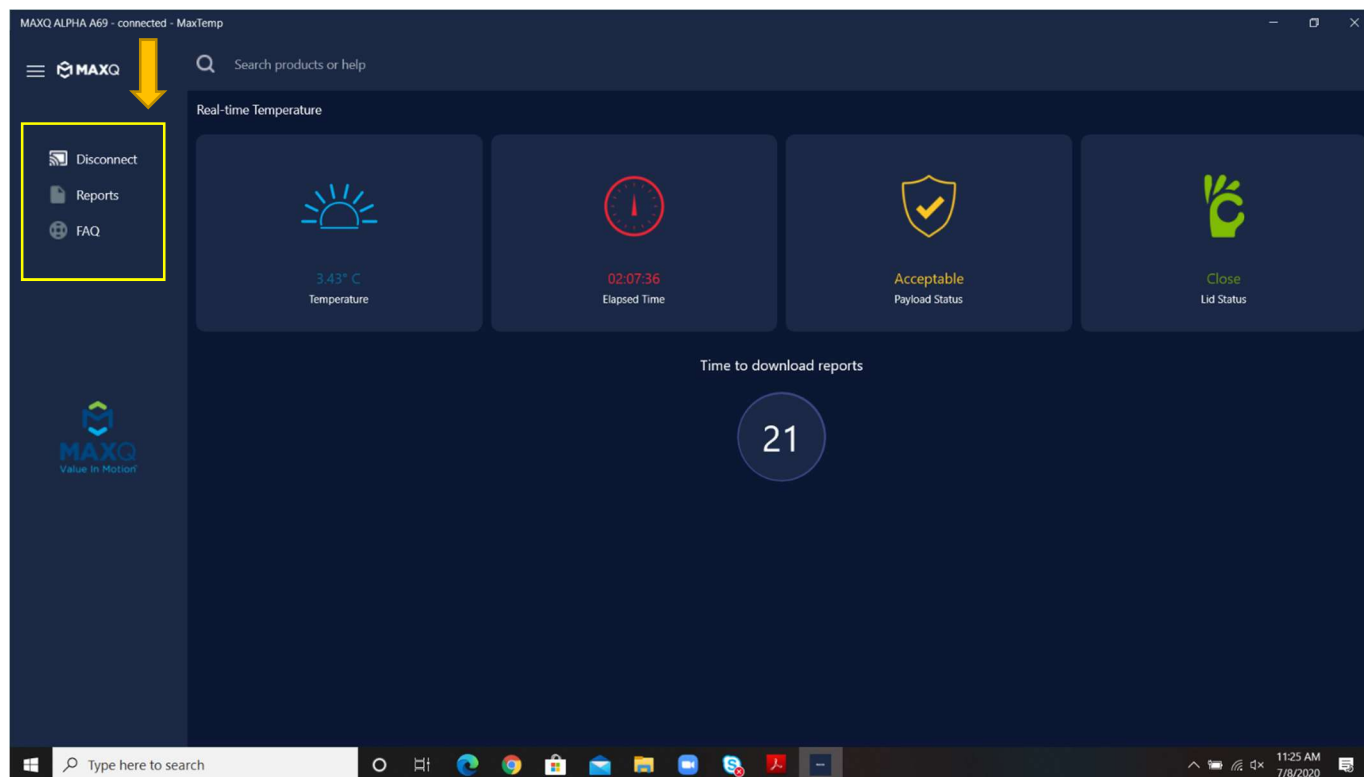 MAXQ ALPHA A69 - connected - MaxTemp
MAXQ
Search products or help
Real-time Temperature
Disconnect
Reports
FAQ
3.43° C
Temperature
02:07:36
Elapsed Time
Acceptable
Payload Status
Close
Lid Status
Time to download reports
21
MAXQ
Value In Motion
Type here to search
11:25 AM
7/8/2020